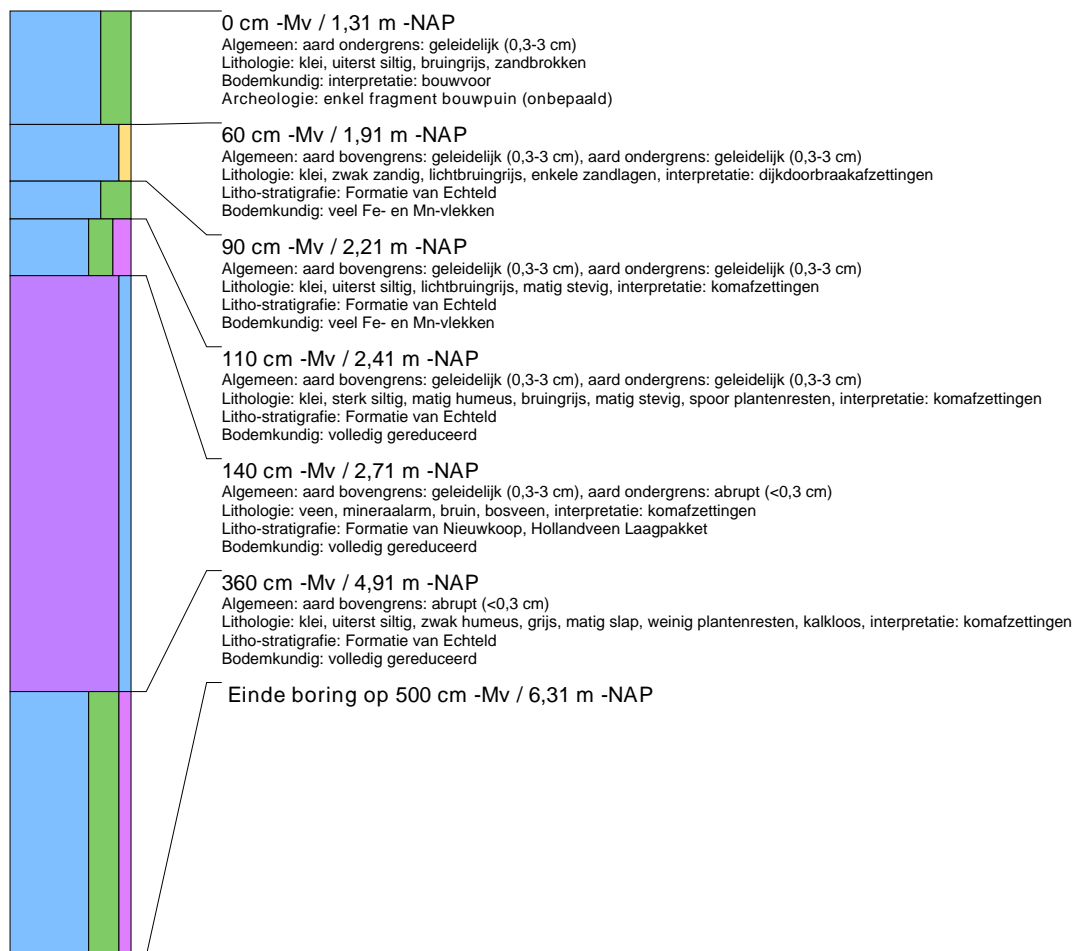 0 cm -Mv / 1,31 m -NAP
Algemeen: aard ondergrens: geleidelijk (0,3-3 cm)
Lithologie: klei, uiterst siltig, bruingrijs, zandbrokken
Bodemkundig: interpretatie: bouwvoor
Archeologie: enkel fragment bouwpuin (onbepaald)
60 cm -Mv / 1,91 m -NAP
Algemeen: aard bovengrens: geleidelijk (0,3-3 cm), aard ondergrens: geleidelijk (0,3-3 cm)
Lithologie: klei, zwak zandig, lichtbruingrijs, enkele zandlagen, interpretatie: dijkdoorbraakafzettingen
Litho-stratigrafie: Formatie van Echteld
Bodemkundig: veel Fe- en Mn-vlekken
90 cm -Mv / 2,21 m -NAP
Algemeen: aard bovengrens: geleidelijk (0,3-3 cm), aard ondergrens: geleidelijk (0,3-3 cm)
Lithologie: klei, uiterst siltig, lichtbruingrijs, matig stevig, interpretatie: komafzettingen
Litho-stratigrafie: Formatie van Echteld
Bodemkundig: veel Fe- en Mn-vlekken
110 cm -Mv / 2,41 m -NAP
Algemeen: aard bovengrens: geleidelijk (0,3-3 cm), aard ondergrens: geleidelijk (0,3-3 cm)
Lithologie: klei, sterk siltig, matig humeus, bruingrijs, matig stevig, spoor plantenresten, interpretatie: komafzettingen
Litho-stratigrafie: Formatie van Echteld
Bodemkundig: volledig gereduceerd
140 cm -Mv / 2,71 m -NAP
Algemeen: aard bovengrens: geleidelijk (0,3-3 cm), aard ondergrens: abrupt (<0,3 cm)
Lithologie: veen, mineraalarm, bruin, bosveen, interpretatie: komafzettingen
Litho-stratigrafie: Formatie van Nieuwkoop, Hollandveen Laagpakket
Bodemkundig: volledig gereduceerd
360 cm -Mv / 4,91 m -NAP
Algemeen: aard bovengrens: abrupt (<0,3 cm)
Lithologie: klei, uiterst siltig, zwak humeus, grijs, matig slap, weinig plantenresten, kalkloos, interpretatie: komafzettingen
Litho-stratigrafie: Formatie van Echteld
Bodemkundig: volledig gereduceerd
Einde boring op 500 cm -Mv / 6,31 m -NAP